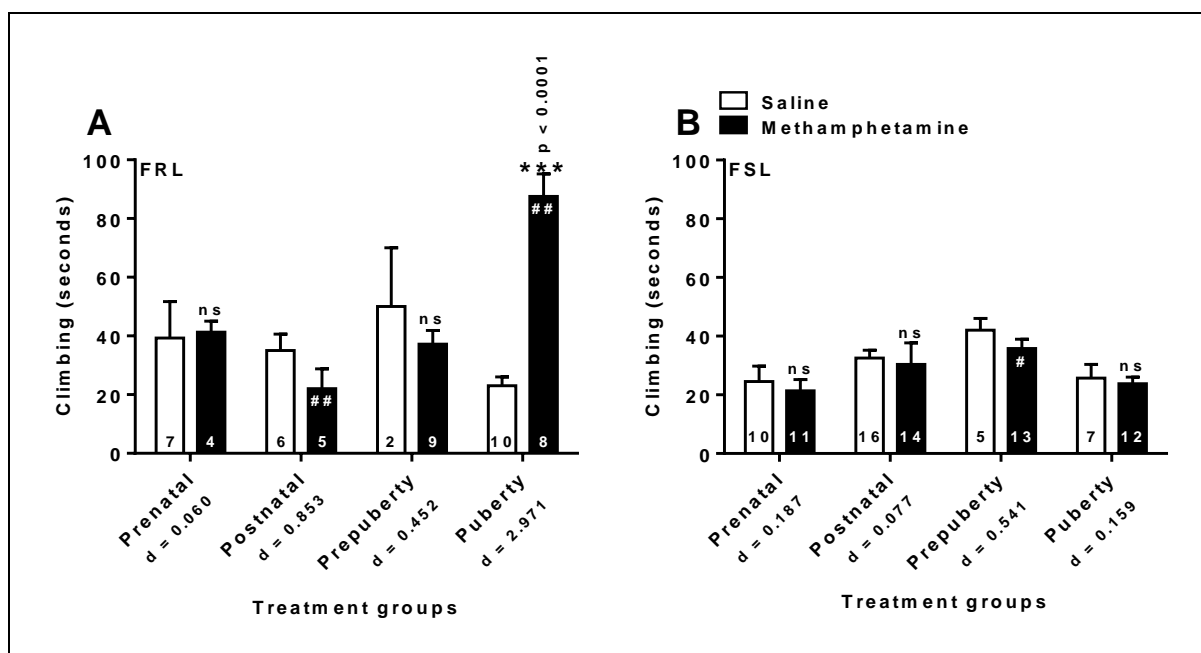 A
p < 0.0001
FRL
***
Climbing (seconds)
100
80
60
40
20
0
ns
##
ns
##
7
4
6
5
2
9
10
8
Prenatal
d = 0.060
Postnatal
d = 0.853
Prepuberty
d = 0.452
Puberty
d = 2.971
Treatment groups
Saline
Methamphetamine
B
FSL
Climbing (seconds)
100
80
60
40
20
0
ns
ns
#
ns
10
11
16
14
5
13
7
12
Prenatal
d = 0.187
Postnatal
d = 0.077
Prepuberty
d = 0.541
Puberty
d = 0.159
Treatment groups